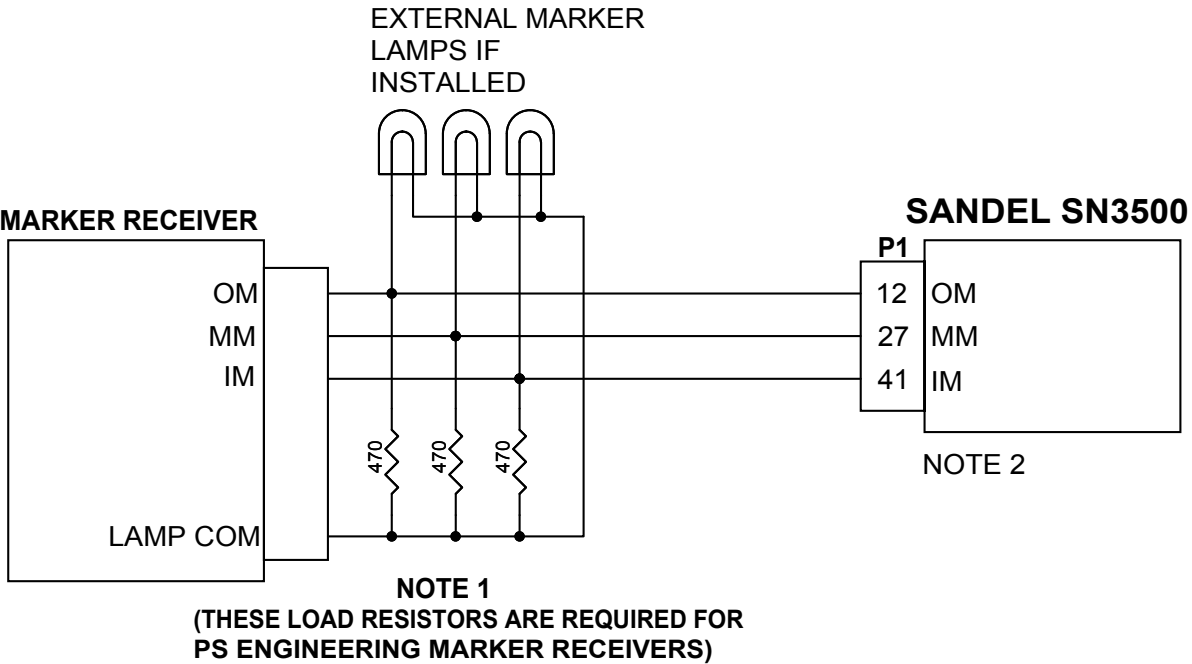 EXTERNAL MARKER
LAMPS IF
INSTALLED
MARKER RECEIVER
SANDEL SN3500
P1
OM
12 OM
MM
27 MM
IM
41 IM
470 470 470
NOTE 2
LAMP COM
NOTE 1
(THESE LOAD RESISTORS ARE REQUIRED FOR
PS ENGINEERING MARKER RECEIVERS)